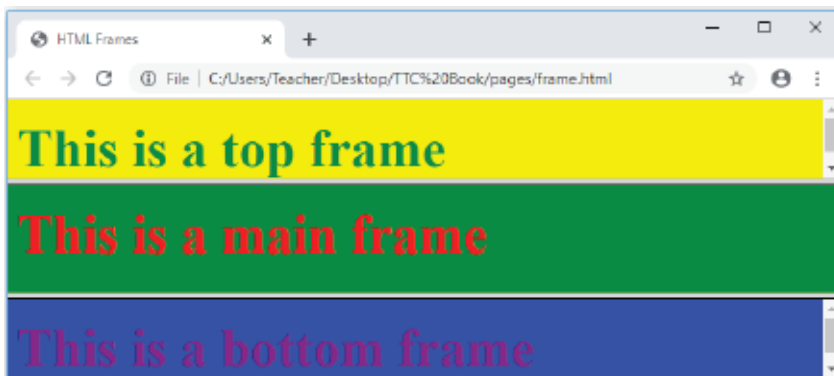 HTML Frames
File | C:/Users/Teacher/Desktop/TTC%20Book/pages/frame.html
This is a top frame
This is a main frame
This is a bottom frame